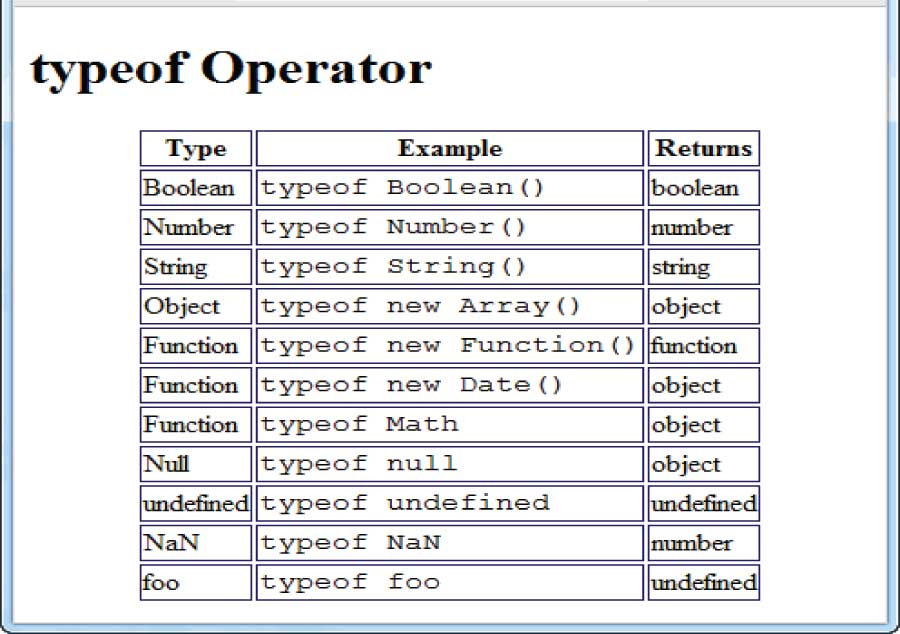 typeof Operator
Type Example Returns
Boolean typeof Boolean() boolean
Number typeof Number() number
String typeof String() string
Object typeof new Array() object
Function typeof new Function() function
Function typeof new Date() object
Function typeof Math object
Null typeof null object
undefined typeof undefined undefined
NaN typeof NaN number
foo typeof foo undefined